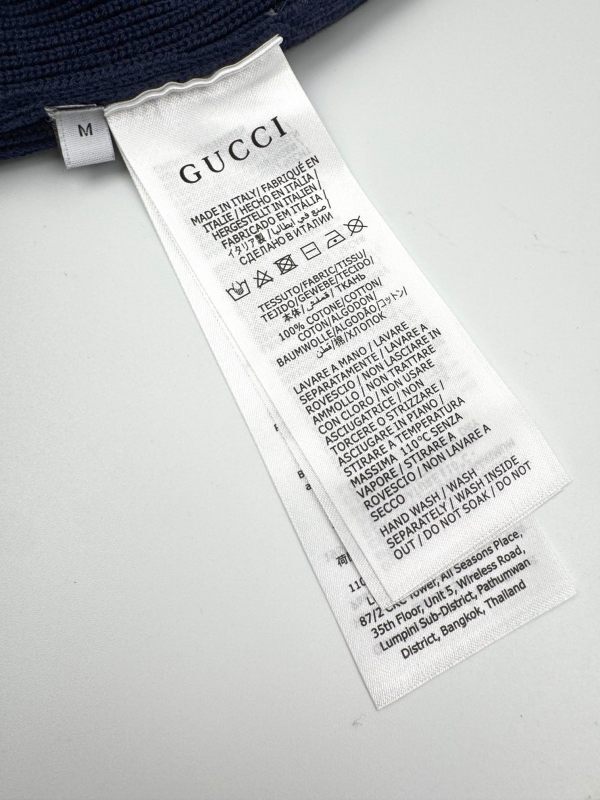 M
GUCCI
MADE IN ITALY/ FABRIQUÉ EN
ITALIE/ HECHO EN ITALIA/
HERGESTELLT IN ITALIEN/
FABRICADO EM ITÁLIA/
イタリア製/صنع في ايطاليا/
СДЕЛАНО В ИТАЛИИ
TESSUTO/FABRIC/TISSU/
TEJIDO/GEWEBE/TECIDO/
本体/قماش/ТКАНЬ
100% COTONE/COTTON/
COTON/ALGODON/
BAUMWOLLE/ALGODÃO/コットン/
قطن/棉/ХЛОПОК
LAVARE A MANO / LAVARE
SEPARATAMENTE / LAVARE A
ROVESCIO / NON LASCIARE IN
AMMOLLO / NON TRATTARE
CON CLORO / NON USARE
ASCIUGATRICE / NON
TORCERE O STRIZZARE /
ASCIUGARE IN PIANO /
STIRARE A TEMPERATURA
MASSIMA 110°C SENZA
VAPORE / STIRARE A
ROVESCIO / NON LAVARE A
SECCO
HAND WASH / WASH
SEPARATELY / WASH INSIDE
OUT / DO NOT SOAK / DO NOT
87/2 CRC Tower, All Seasons Place,
35th Floor, Unit 5, Wireless Road,
Lumpini Sub-District, Pathumwan
District, Bangkok, Thailand